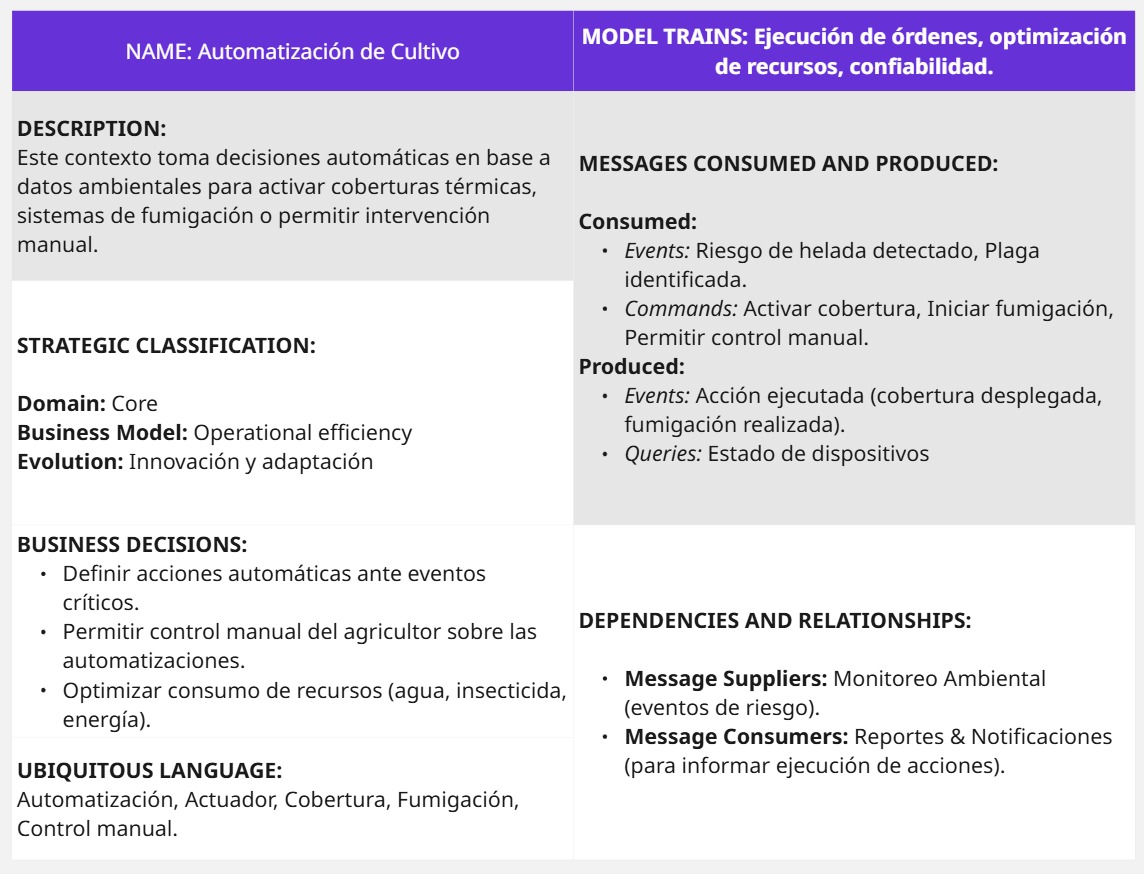 NAME: Automatización de Cultivo
DESCRIPTION:
Este contexto toma decisiones automáticas en base a
datos ambientales para activar coberturas térmicas,
sistemas de fumigación o permitir intervención
manual.
STRATEGIC CLASSIFICATION:
Domain: Core
Business Model: Operational efficiency
Evolution: Innovación y adaptación
BUSINESS DECISIONS:
• Definir acciones automáticas ante eventos
críticos.
• Permitir control manual del agricultor sobre las
automatizaciones.
• Optimizar consumo de recursos (agua, insecticida,
energía).
UBIQUITOUS LANGUAGE:
Automatización, Actuador, Cobertura, Fumigación,
Control manual.
MODEL TRAINS: Ejecución de órdenes, optimización
de recursos, confiabilidad.
MESSAGES CONSUMED AND PRODUCED:
Consumed:
• Events: Riesgo de helada detectado, Plaga
identificada.
• Commands: Activar cobertura, Iniciar fumigación,
Permitir control manual.
Produced:
• Events: Acción ejecutada (cobertura desplegada,
fumigación realizada).
• Queries: Estado de dispositivos
DEPENDENCIES AND RELATIONSHIPS:
• Message Suppliers: Monitoreo Ambiental
(eventos de riesgo).
• Message Consumers: Reportes & Notificaciones
(para informar ejecución de acciones).